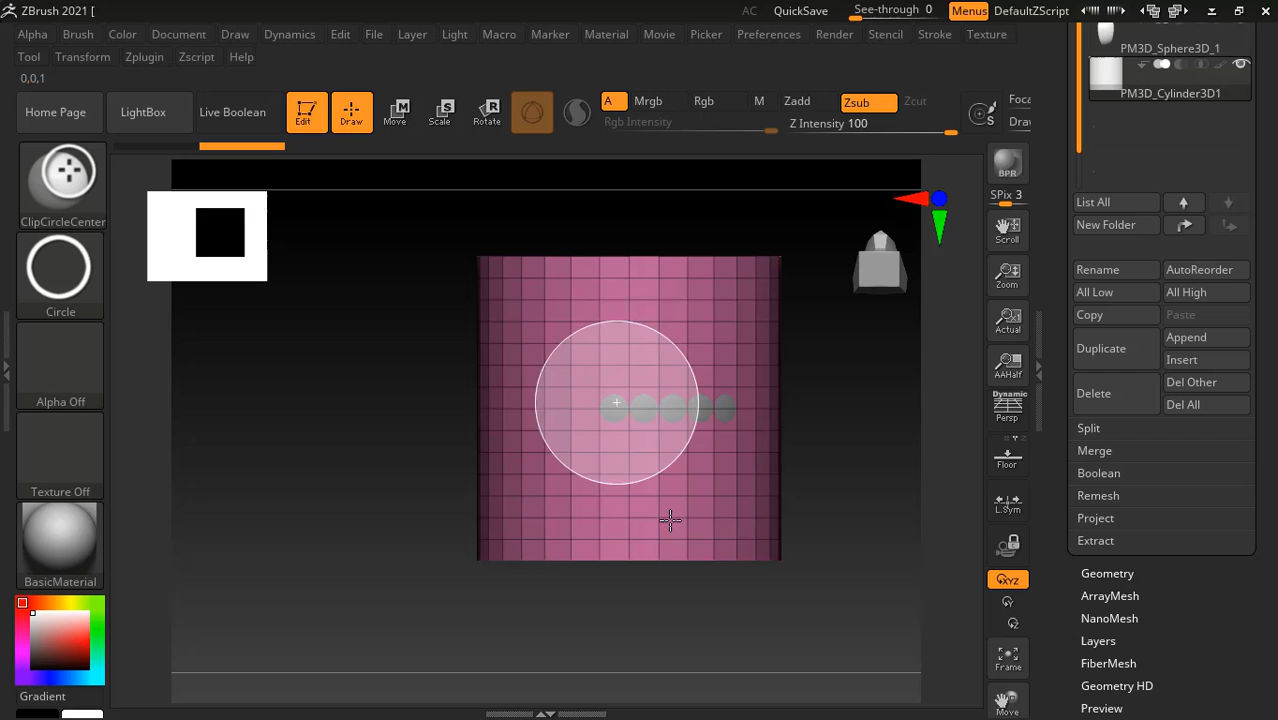 ZBrush 2021 [
AC QuickSave See-through 0 Menus DefaultZScript
Alpha Brush Color Document Draw Dynamics Edit File Layer Light Macro Marker Material Movie Picker Preferences Render Stencil Stroke Texture
Tool Transform Zplugin Zscript Help
0,0,1
Home Page LightBox Live Boolean Edit Draw Move Scale Rotate
A Mrgb Rgb M Zadd Zsub Zcut Foca
Rgb Intensity Z Intensity 100 Draw
S
ClipCircleCenter
Circle
Alpha Off
Texture Off
BasicMaterial
Gradient
BPR
SPix 3
Scroll
Zoom
Actual
AAHalf
Dynamic
Persp
Floor
L.Sym
XYZ
Y
Z
Frame
Move
PM3D_Sphere3D_1
PM3D_Cylinder3D1
List All
New Folder
Rename AutoReorder
All Low All High
Copy Paste
Duplicate Append
Insert
Delete Del Other
Del All
Split
Merge
Boolean
Remesh
Project
Extract
Geometry
ArrayMesh
NanoMesh
Layers
FiberMesh
Geometry HD
Preview